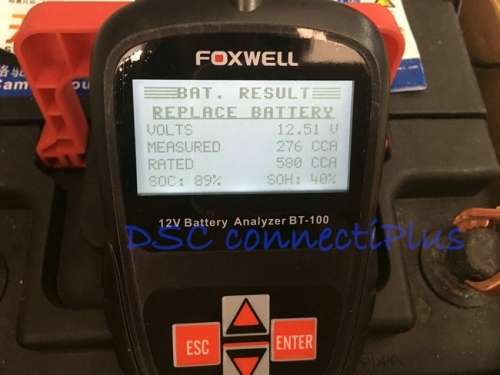 FOXWELL
BAT. RESULT
REPLACE BATTERY
VOLTS 12.51 V
MEASURED 276 CCA
RATED 580 CCA
SOC: 89% SOH: 40%
12V Battery Analyzer BT-100
DSC connectiPlus
ESC
ENTER